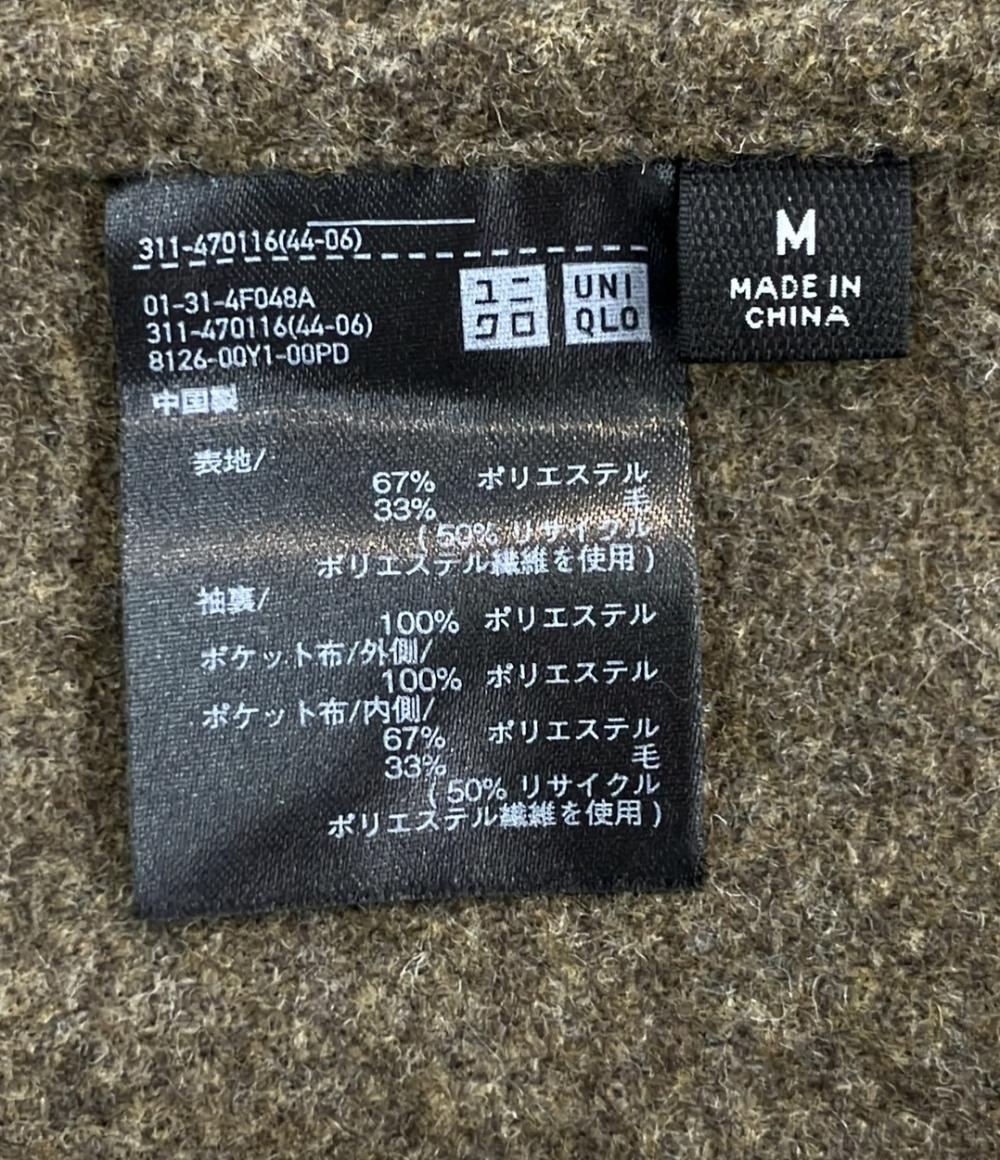 311-470116(44-06)
01-31-4F048A
311-470116(44-06)
8126-00Y1-00PD
中国製
ユニ
クロ
UNI
QLO
M
MADE IN
CHINA
表地/
67% ポリエステル
33% 毛
( 50% リサイクル
ポリエステル繊維を使用 )
袖裏/
100% ポリエステル
ポケット布/外側/
100% ポリエステル
ポケット布/内側/
67% ポリエステル
33% 毛
( 50% リサイクル
ポリエステル繊維を使用 )